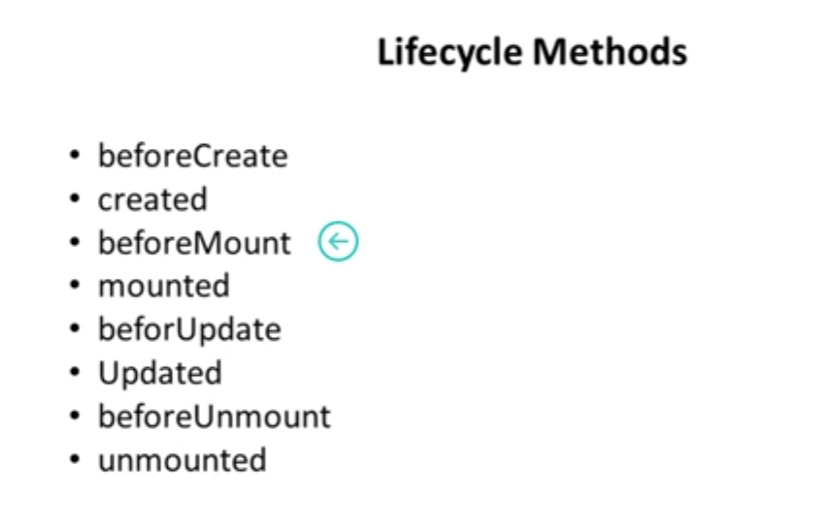 Lifecycle Methods
• beforeCreate
• created
• beforeMount
• mounted
• beforUpdate
• Updated
• beforeUnmount
• unmounted